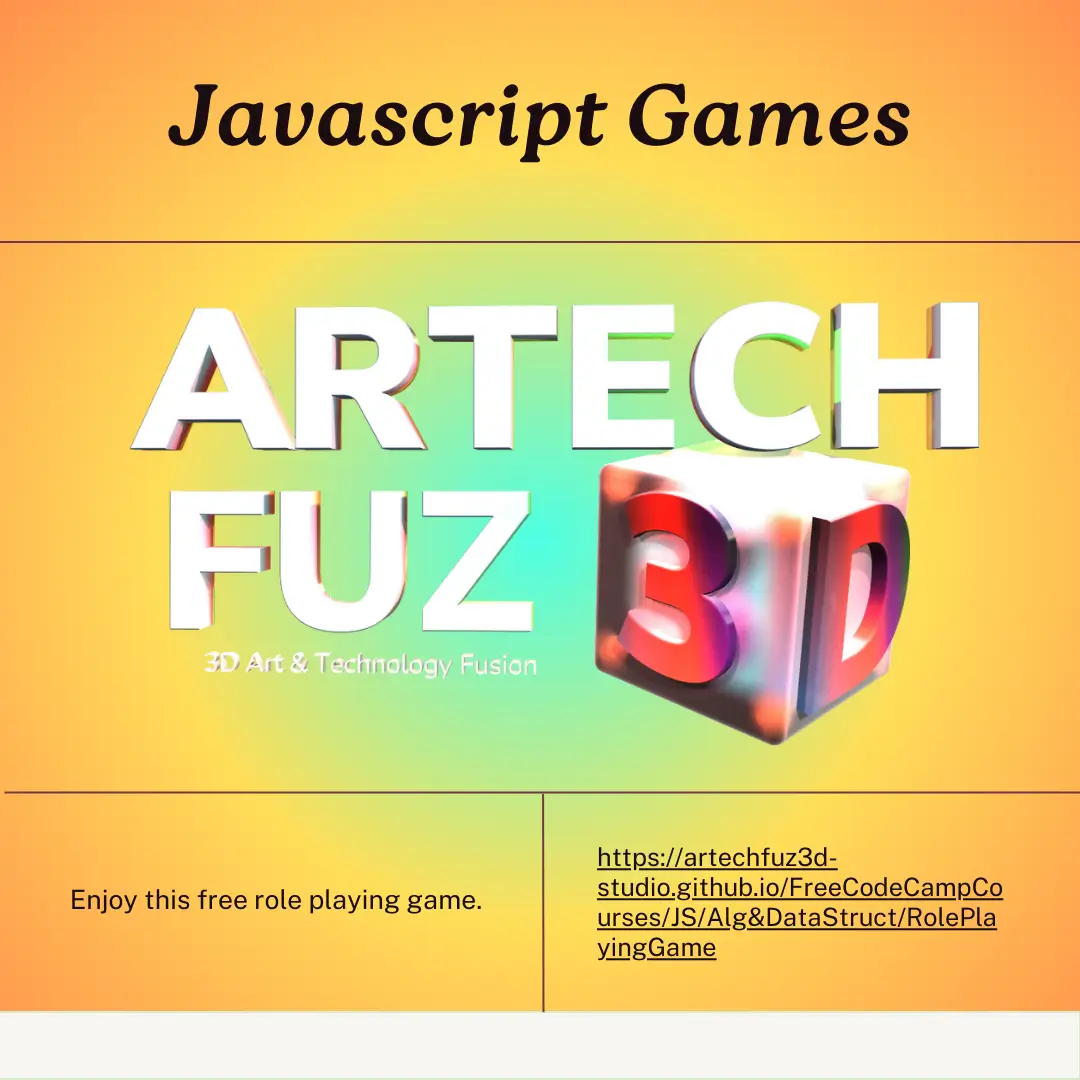 Javascript Games
ARTECH
FUZ 3D
3D Art & Technology Fusion
Enjoy this free role playing game.
https://artechfuz3d-
studio.github.io/FreeCodeCampCo
urses/JS/Alg&DataStruct/RolePla
yingGame